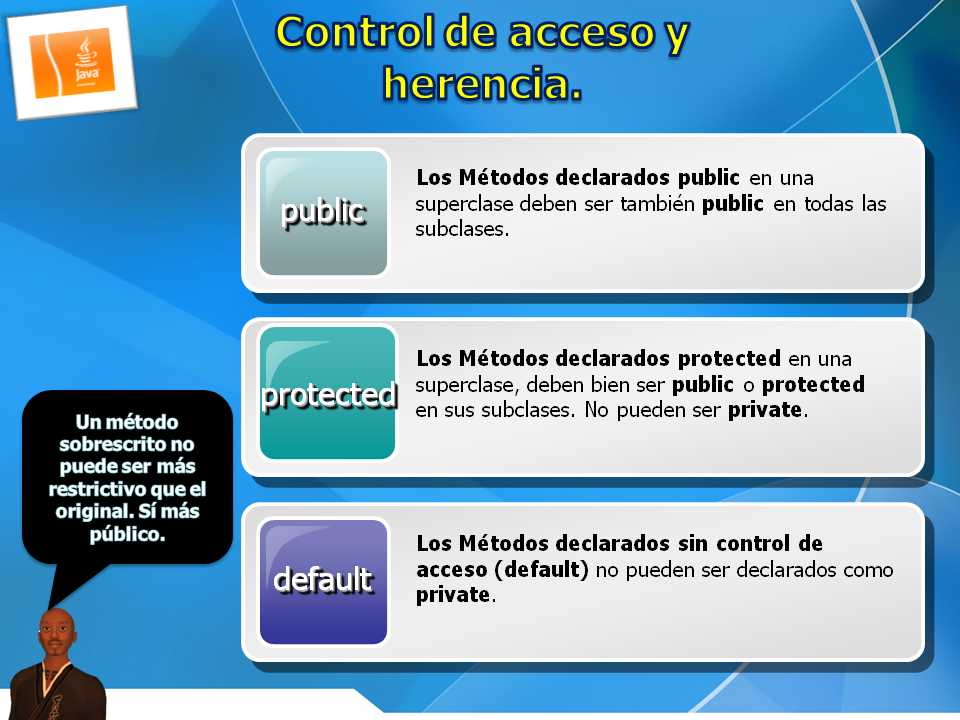 Java
Control de acceso y
herencia.
public
Los Métodos declarados public en una
superclase deben ser también public en todas las
subclases.
protected
Los Métodos declarados protected en una
superclase, deben bien ser public o protected
en sus subclases. No pueden ser private.
Un método
sobrescrito no
puede ser más
restrictivo que el
original. Sí más
público.
default
Los Métodos declarados sin control de
acceso (default) no pueden ser declarados como
private.